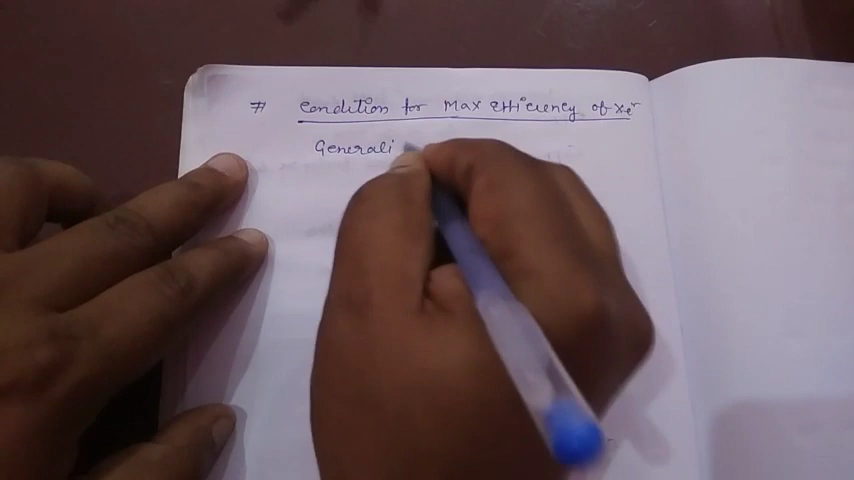 # Condition for Max Efficiency of Xer
Generali